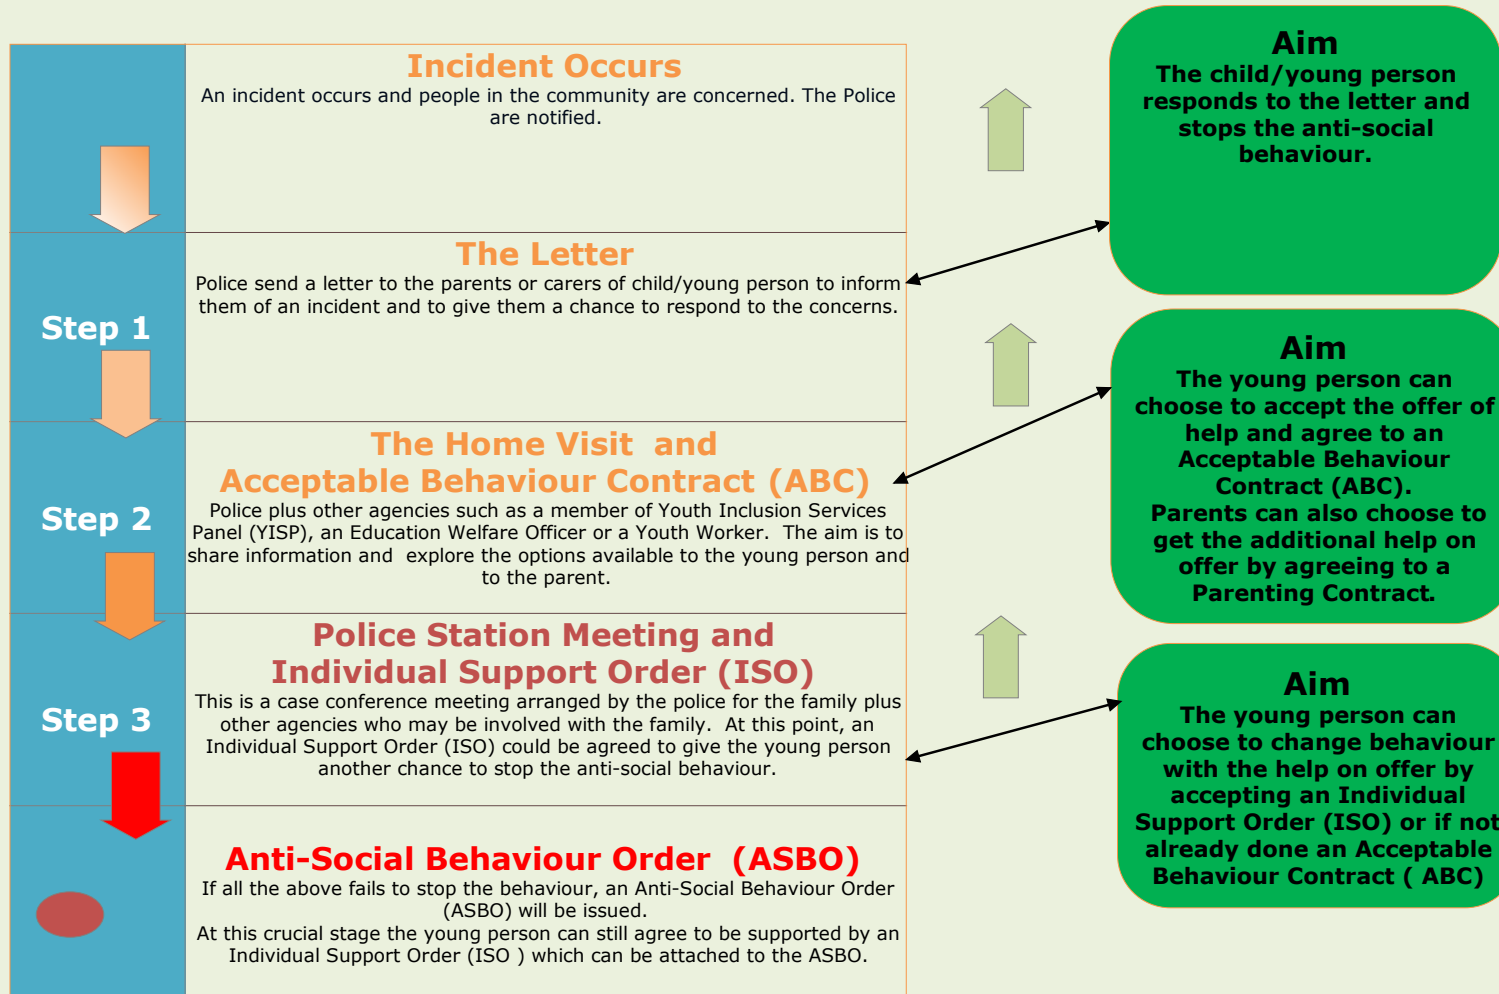 Incident Occurs
An incident occurs and people in the community are concerned. The Police
are notified.
Step 1
The Letter
Police send a letter to the parents or carers of child/young person to inform
them of an incident and to give them a chance to respond to the concerns.
Step 2
The Home Visit  and
Acceptable Behaviour Contract (ABC)
Police plus other agencies such as a member of Youth Inclusion Services
Panel (YISP), an Education Welfare Officer or a Youth Worker.  The aim is to
share information and  explore the options available to the young person and
to the parent.
Step 3
Police Station Meeting and
Individual Support Order (ISO)
This is a case conference meeting arranged by the police for the family plus
other agencies who may be involved with the family.  At this point, an
Individual Support Order (ISO) could be agreed to give the young person
another chance to stop the anti-social behaviour.
Anti-Social Behaviour Order  (ASBO)
If all the above fails to stop the behaviour, an Anti-Social Behaviour Order
(ASBO) will be issued.
At this crucial stage the young person can still agree to be supported by an
Individual Support Order (ISO ) which can be attached to the ASBO.
Aim
The child/young person
responds to the letter and
stops the anti-social
behaviour.
Aim
The young person can
choose to accept the offer of
help and agree to an
Acceptable Behaviour
Contract (ABC).
Parents can also choose to
get the additional help on
offer by agreeing to a
Parenting Contract.
Aim
The young person can
choose to change behaviour
with the help on offer by
accepting an Individual
Support Order (ISO) or if not
already done an Acceptable
Behaviour Contract ( ABC)